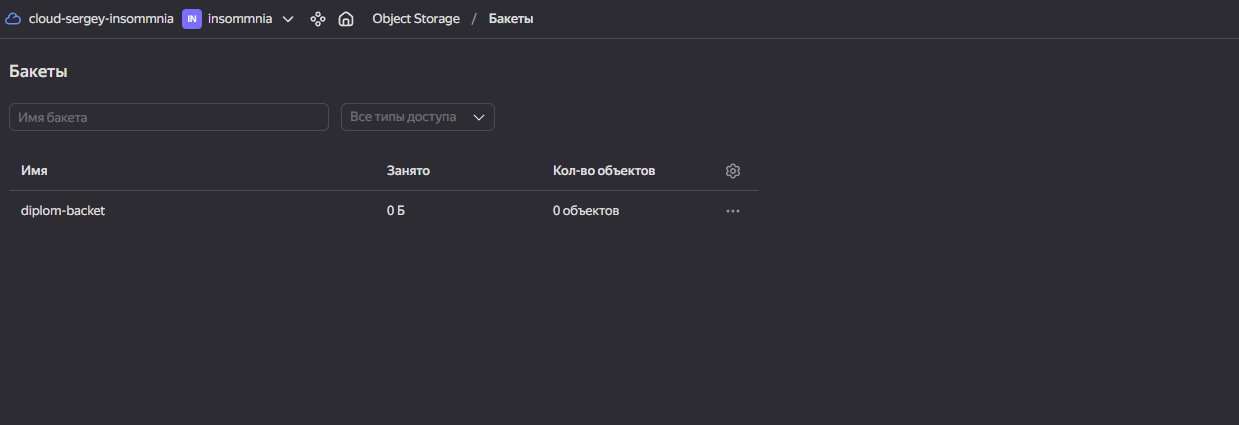 cloud-sergey-insommnia IN insommnia Object Storage / Бакеты
Бакеты
Имя бакета Все типы доступа
Имя Занято Кол-во объектов
diplom-backet 0 Б 0 объектов